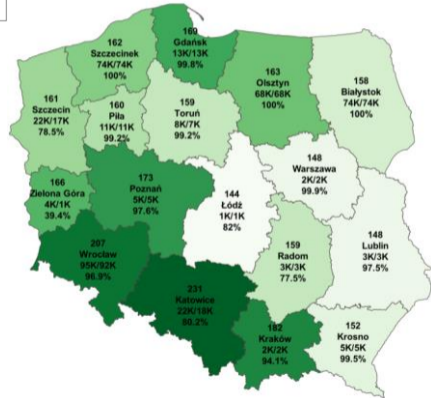 169
Gdańsk
13K/13K
99.8%
162
Szczecinek
74K/74K
100%
163
Olsztyn
68K/68K
100%
158
Białystok
74K/74K
100%
161
Szczecin
22K/17K
78.5%
160
Piła
11K/11K
99.2%
159
Toruń
8K/7K
99.2%
148
Warszawa
2K/2K
99.9%
166
Zielona Góra
4K/1K
39.4%
173
Poznań
5K/5K
97.6%
144
Łódź
1K/1K
82%
148
Lublin
3K/3K
97.5%
159
Radom
3K/3K
77.5%
207
Wrocław
95K/92K
96.9%
231
Katowice
22K/18K
80.2%
182
Kraków
2K/2K
94.1%
152
Krosno
5K/5K
99.5%